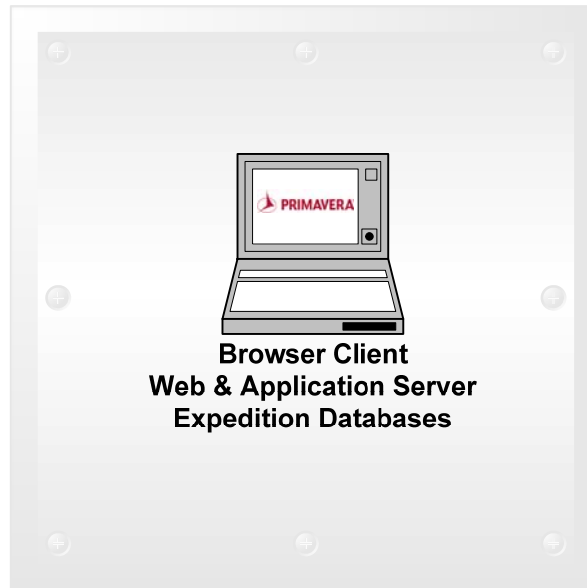 PRIMAVERA
Browser Client
Web & Application Server
Expedition Databases